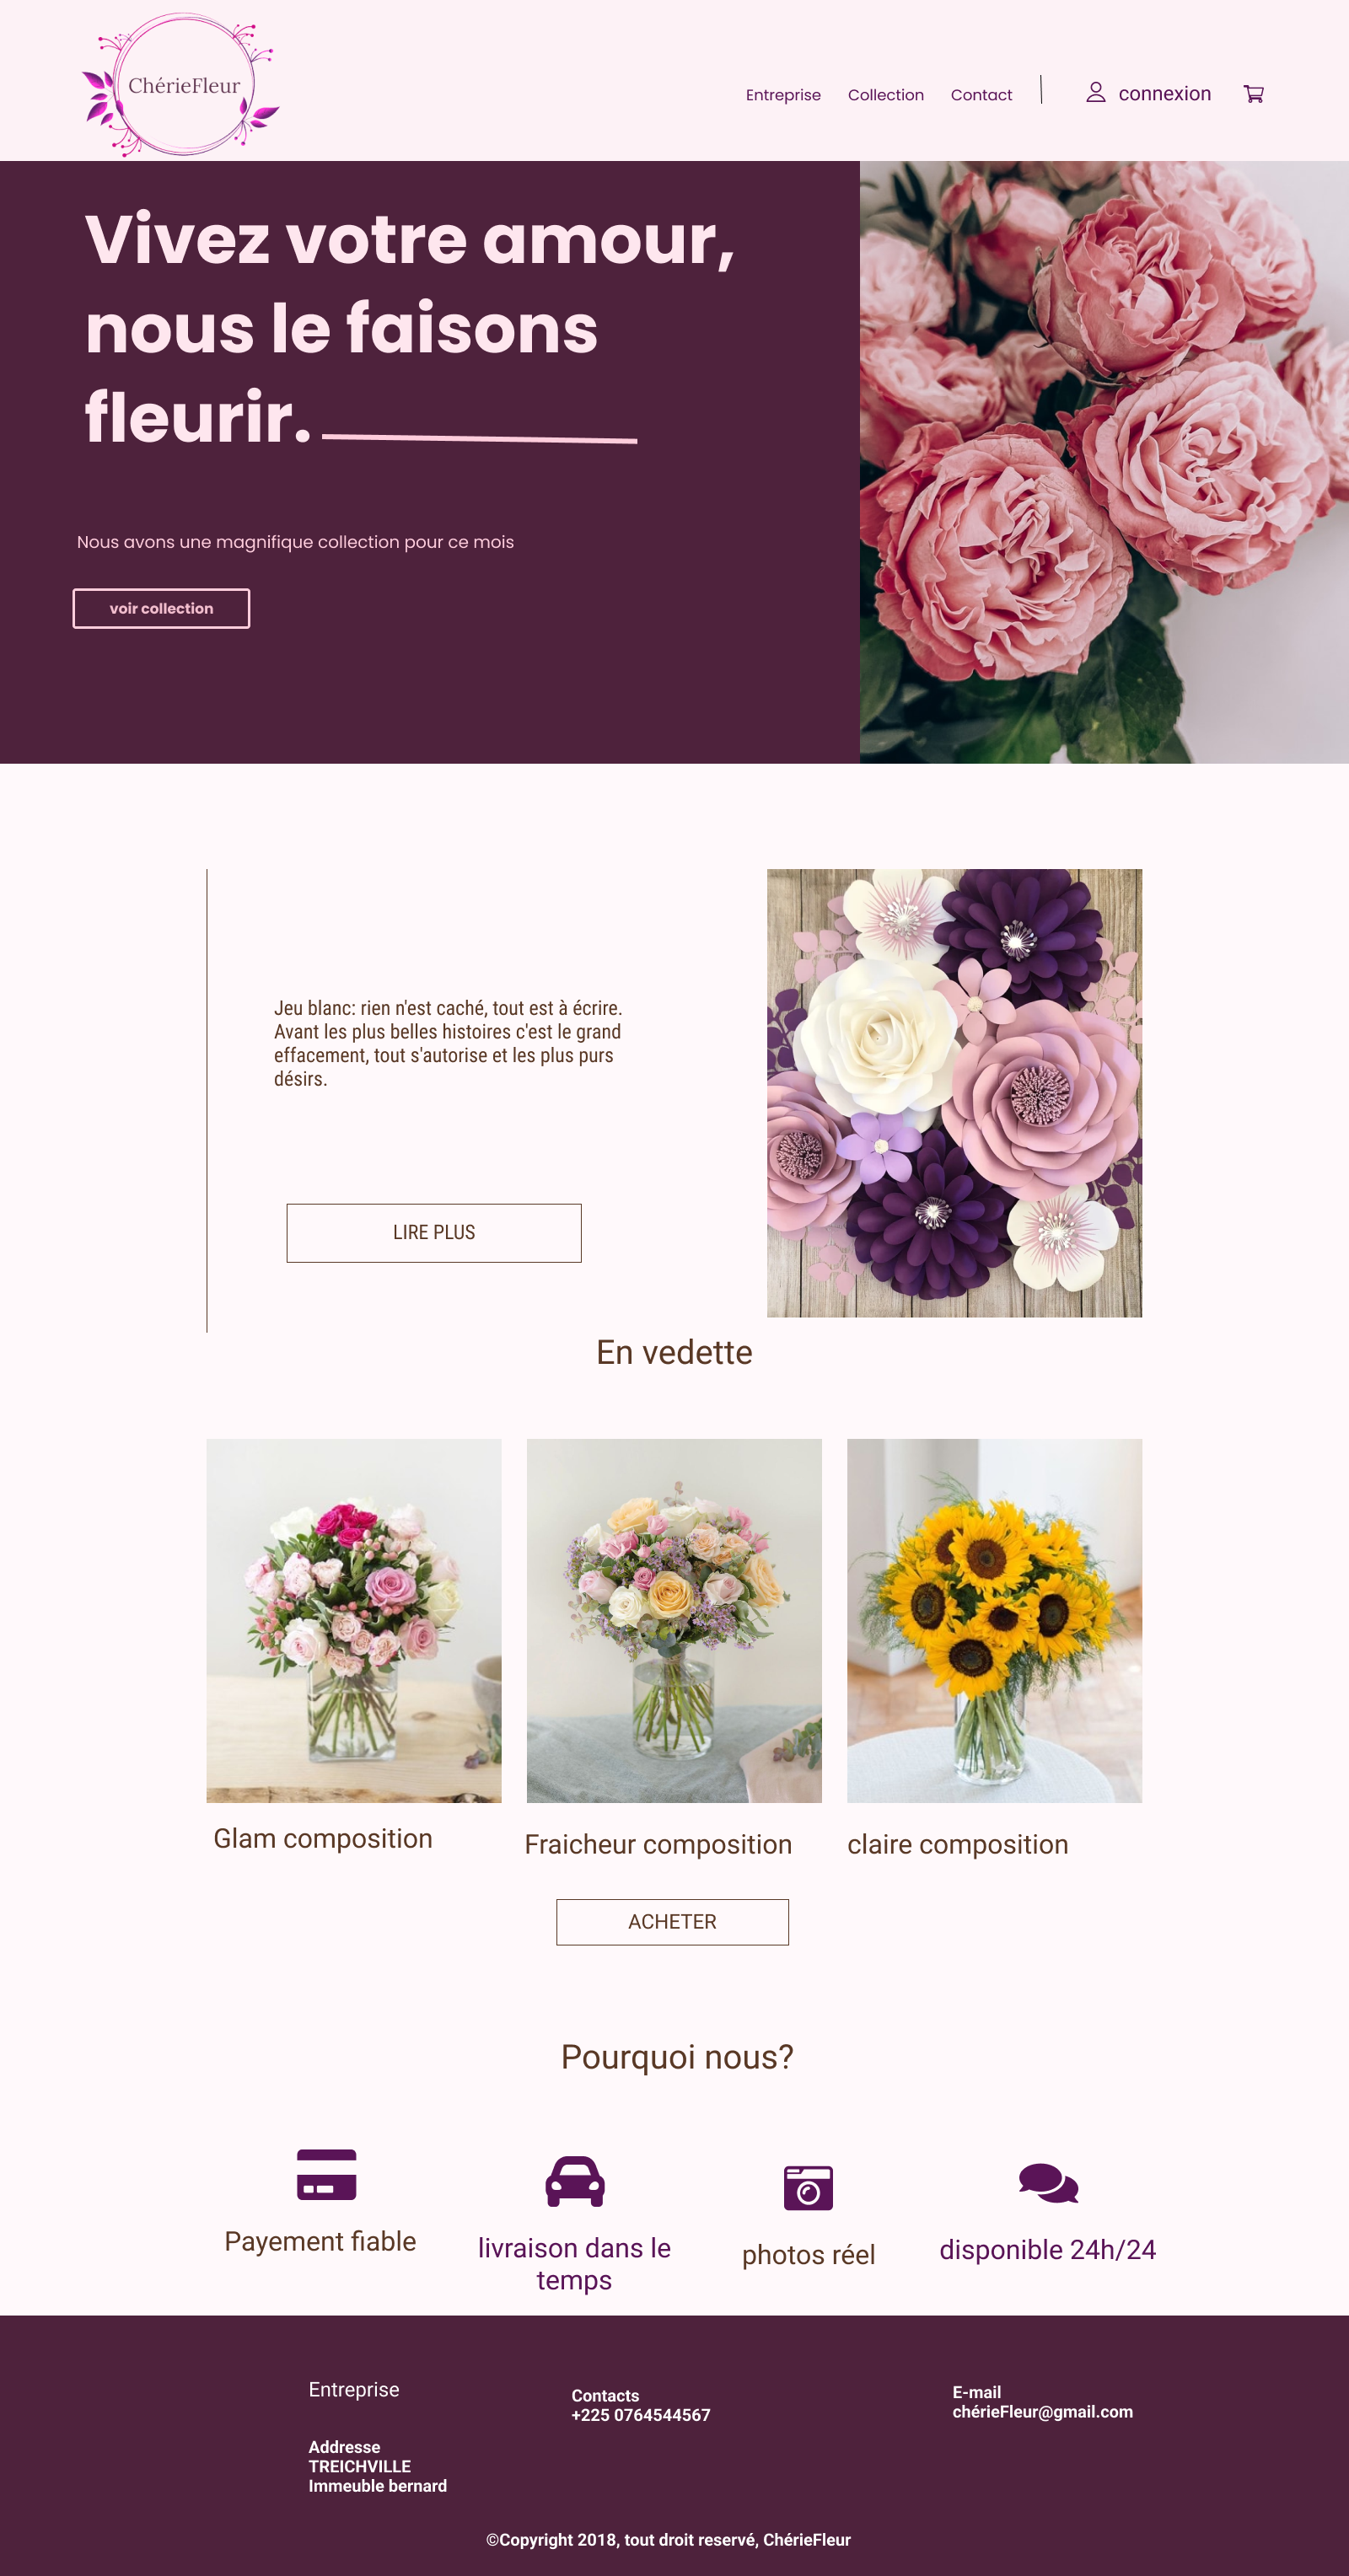 ChérieFleur
Entreprise Collection Contact connexion
Vivez votre amour,
nous le faisons
fleurir.
Nous avons une magnifique collection pour ce mois
voir collection
Jeu blanc: rien n'est caché, tout est à écrire.
Avant les plus belles histoires c'est le grand
effacement, tout s'autorise et les plus purs
désirs.
LIRE PLUS
En vedette
Glam composition
Fraicheur composition
claire composition
ACHETER
Pourquoi nous?
Payement fiable
livraison dans le
temps
photos réel
disponible 24h/24
Entreprise
Addresse
TREICHVILLE
Immeuble bernard
Contacts
+225 0764544567
E-mail
chérieFleur@gmail.com
©Copyright 2018, tout droit reservé, ChérieFleur